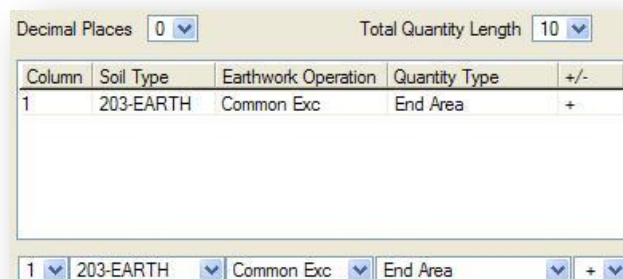 Decimal Places 0 Total Quantity Length 10
Column Soil Type Earthwork Operation Quantity Type +/-
1 203-EARTH Common Exc End Area +
1 203-EARTH Common Exc End Area +